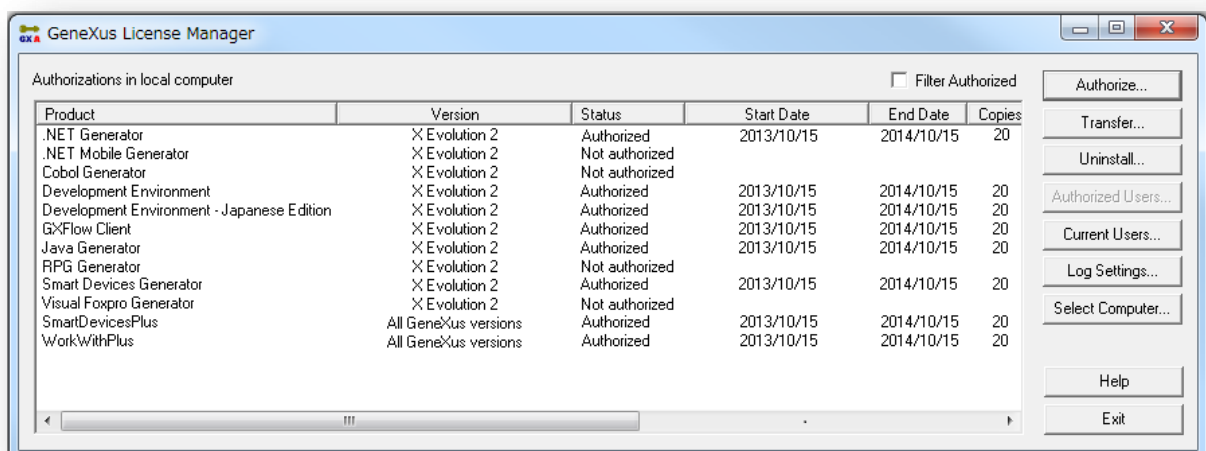 GXA GeneXus License Manager
Authorizations in local computer Filter Authorized Authorize...
Product Version Status Start Date End Date Copies
.NET Generator X Evolution 2 Authorized 2013/10/15 2014/10/15 20
Transfer...
.NET Mobile Generator X Evolution 2 Not authorized
Cobol Generator X Evolution 2 Not authorized
Uninstall...
Development Environment X Evolution 2 Authorized 2013/10/15 2014/10/15 20
Authorized Users...
Development Environment - Japanese Edition X Evolution 2 Authorized 2013/10/15 2014/10/15 20
GXFlow Client X Evolution 2 Authorized 2013/10/15 2014/10/15 20
Current Users...
Java Generator X Evolution 2 Authorized 2013/10/15 2014/10/15 20
RPG Generator X Evolution 2 Not authorized
Log Settings...
Smart Devices Generator X Evolution 2 Authorized 2013/10/15 2014/10/15 20
Visual Foxpro Generator X Evolution 2 Not authorized
Select Computer...
SmartDevicesPlus All GeneXus versions Authorized 2013/10/15 2014/10/15 20
WorkWithPlus All GeneXus versions Authorized 2013/10/15 2014/10/15 20
Help
Exit